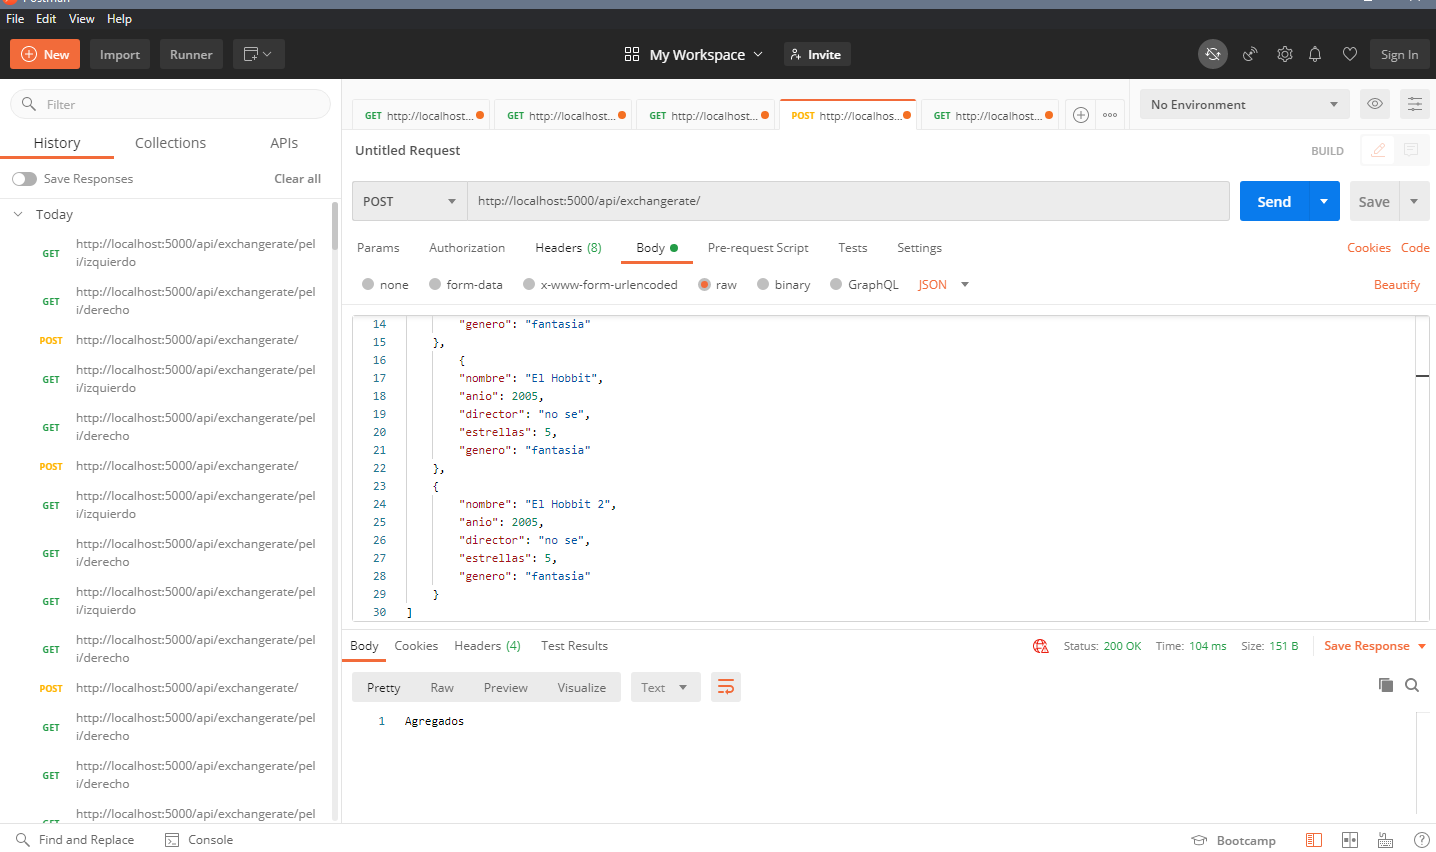 Postman
File Edit View Help
New Import Runner
My Workspace Invite
Sign In
Filter
History Collections APIs
Save Responses Clear all
Today
GET http://localhost:5000/api/exchangerate/pel
i/izquierdo
GET http://localhost:5000/api/exchangerate/pel
i/derecho
POST http://localhost:5000/api/exchangerate/
GET http://localhost:5000/api/exchangerate/pel
i/izquierdo
GET http://localhost:5000/api/exchangerate/pel
i/derecho
POST http://localhost:5000/api/exchangerate/
GET http://localhost:5000/api/exchangerate/pel
i/izquierdo
GET http://localhost:5000/api/exchangerate/pel
i/derecho
GET http://localhost:5000/api/exchangerate/pel
i/izquierdo
GET http://localhost:5000/api/exchangerate/pel
i/derecho
POST http://localhost:5000/api/exchangerate/
GET http://localhost:5000/api/exchangerate/pel
i/derecho
GET http://localhost:5000/api/exchangerate/pel
i/derecho
GET http://localhost:5000/api/exchangerate/pel
GET http://localhost... GET http://localhost... GET http://localhost... POST http://localhos... GET http://localhost...
No Environment
Untitled Request BUILD
POST http://localhost:5000/api/exchangerate/ Send Save
Params Authorization Headers (8) Body Pre-request Script Tests Settings Cookies Code
none form-data x-www-form-urlencoded raw binary GraphQL JSON Beautify
14 "genero": "fantasia"
15 },
16 {
17 "nombre": "El Hobbit",
18 "anio": 2005,
19 "director": "no se",
20 "estrellas": 5,
21 "genero": "fantasia"
22 },
23 {
24 "nombre": "El Hobbit 2",
25 "anio": 2005,
26 "director": "no se",
27 "estrellas": 5,
28 "genero": "fantasia"
29 }
30 ]
Body Cookies Headers (4) Test Results Status: 200 OK Time: 104 ms Size: 151 B Save Response
Pretty Raw Preview Visualize Text
1 Agregados
Find and Replace Console Bootcamp